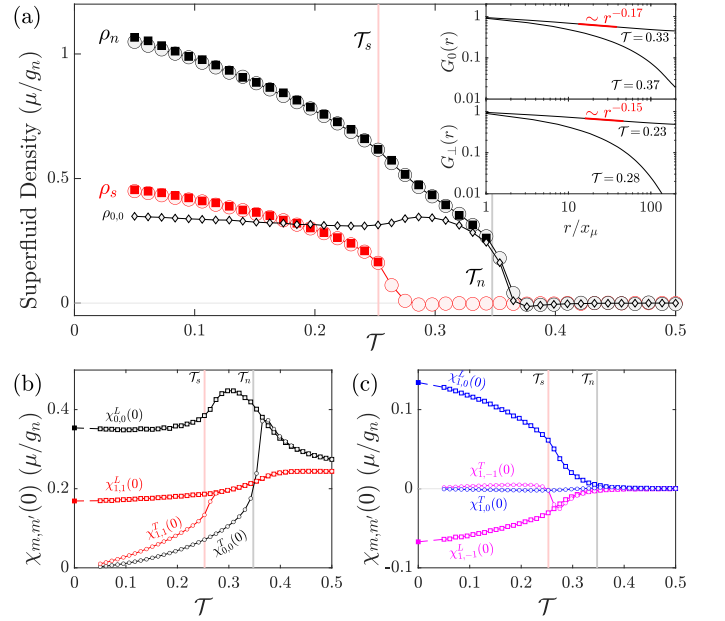 (a)
Superfluid Density (μ/g_n)
1
0.5
0
ρ_n
ρ_s
ρ_{0,0}
𝒯_s
𝒯_n
0 0.1 0.2 0.3 0.4 0.5
𝒯
G_0(r)
1
0.1
0.01
∼ r^{-0.17}
𝒯 = 0.33
𝒯 = 0.37
G_⊥(r)
1
0.1
0.01
∼ r^{-0.15}
𝒯 = 0.23
𝒯 = 0.28
1 10 100
r/x_μ
(b)
χ_{m,m′}(0) (μ/g_n)
0.4
0.2
0
𝒯_s 𝒯_n
χ^L_{0,0}(0)
χ^L_{1,1}(0)
χ^T_{1,1}(0)
χ^T_{0,0}(0)
0 0.1 0.2 0.3 0.4 0.5
𝒯
(c)
χ_{m,m′}(0) (μ/g_n)
0.1
0
-0.1
𝒯_s 𝒯_n
χ^L_{1,0}(0)
χ^T_{1,-1}(0)
χ^T_{1,0}(0)
χ^L_{1,-1}(0)
0 0.1 0.2 0.3 0.4 0.5
𝒯